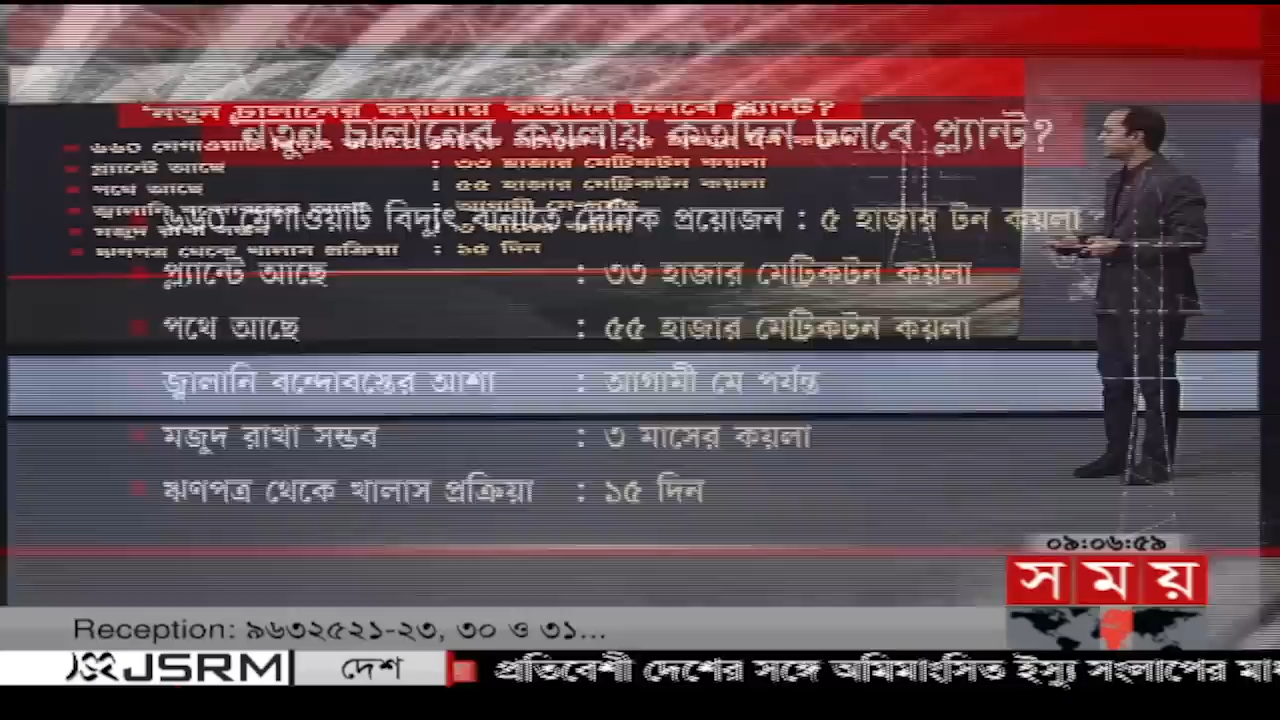 নতুন চালানের কয়লায় কতদিন চলবে প্ল্যান্ট?
৬৬০ মেগাওয়াট বিদ্যুৎ বানাতে দৈনিক প্রয়োজন : ৫ হাজার টন কয়লা
প্ল্যান্টে আছে : ৩৩ হাজার মেট্রিকটন কয়লা
পথে আছে : ৫৫ হাজার মেট্রিকটন কয়লা
জ্বালানি বন্দোবস্তের আশা : আগামী মে পর্যন্ত
মজুদ রাখা সম্ভব : ৩ মাসের কয়লা
ঋণপত্র থেকে খালাস প্রক্রিয়া : ১৫ দিন
০৯:০৬:৫৯
সময়
Reception: ৯৬৩২৫২১-২৩, ৩০ ও ৩১...
JSRM দেশ প্রতিবেশী দেশের সঙ্গে অমিমাংসিত ইস্যু সংলাপের